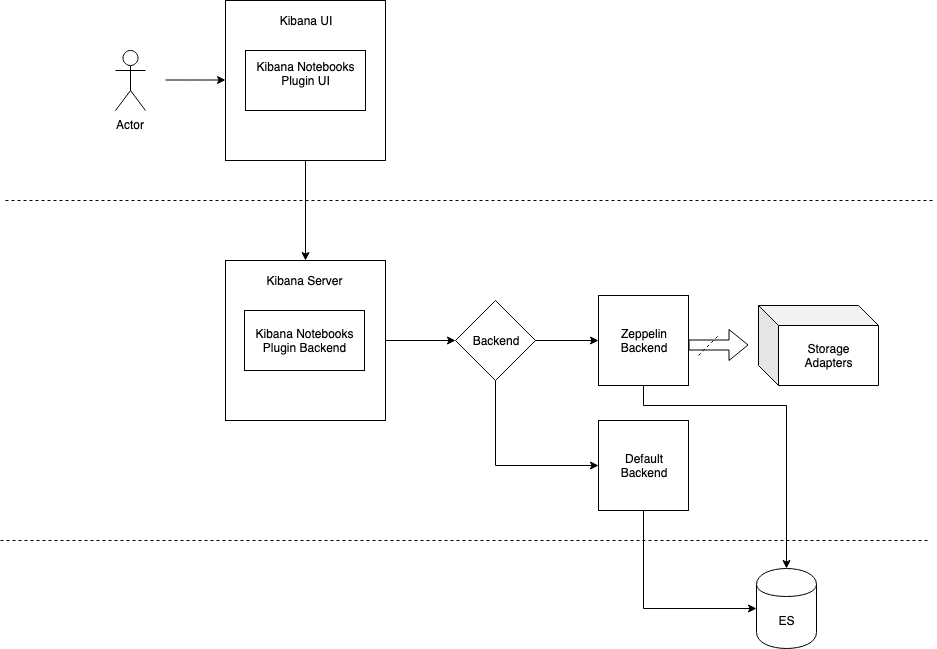 Kibana UI
Kibana Notebooks
Plugin UI
Actor
Kibana Server
Kibana Notebooks
Plugin Backend
Backend
Zeppelin
Backend
Storage
Adapters
Default
Backend
ES